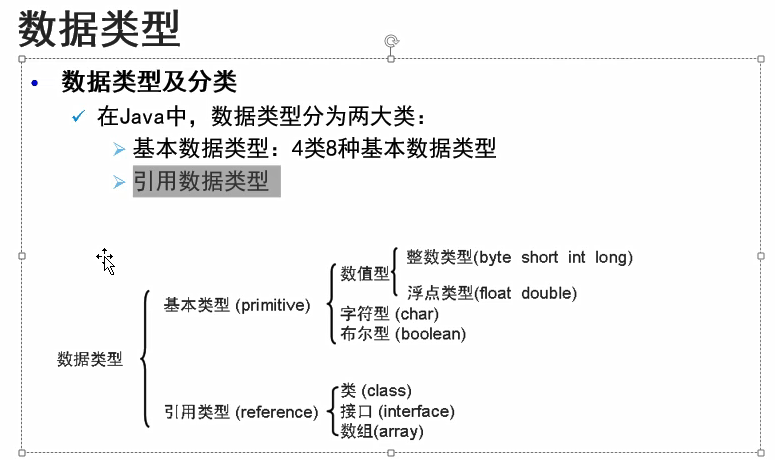 数据类型
数据类型及分类
在Java中，数据类型分为两大类：
基本数据类型：4类8种基本数据类型
引用数据类型
整数类型(byte short int long)
数值型
浮点类型(float double)
基本类型 (primitive)
字符型 (char)
布尔型 (boolean)
数据类型
类 (class)
引用类型 (reference)
接口 (interface)
数组(array)